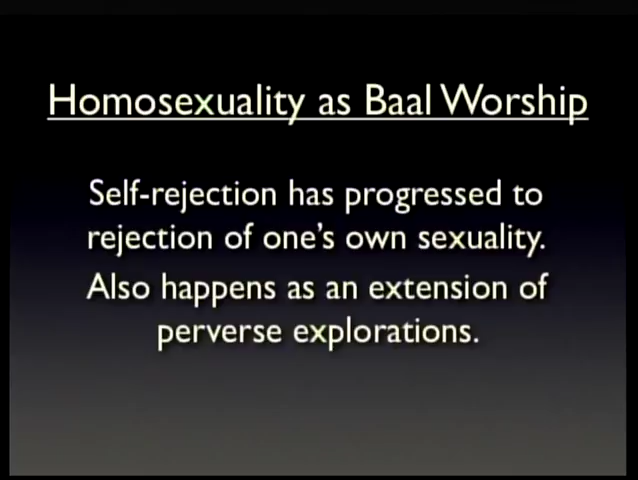 Homosexuality as Baal Worship
Self-rejection has progressed to
rejection of one's own sexuality.
Also happens as an extension of
perverse explorations.